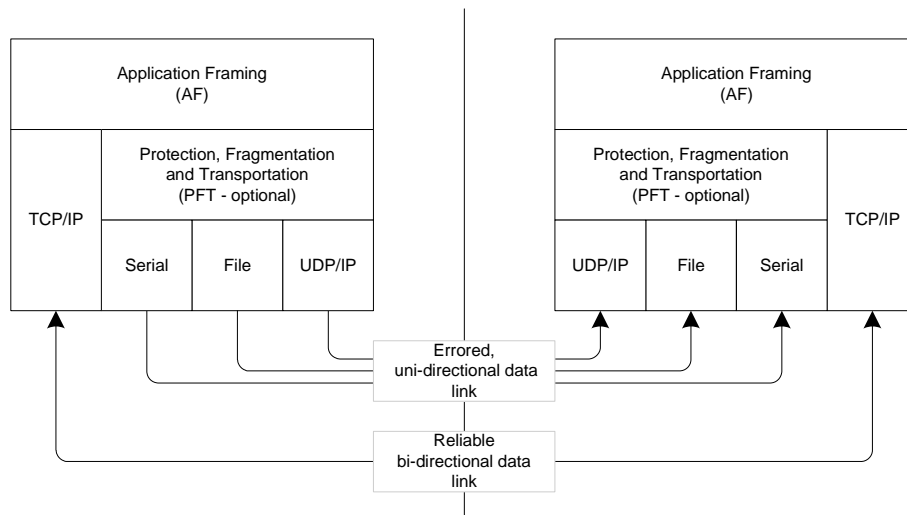 Application Framing
(AF)
Protection, Fragmentation
and Transportation
(PFT - optional)
TCP/IP
Serial
File
UDP/IP
Application Framing
(AF)
Protection, Fragmentation
and Transportation
(PFT - optional)
TCP/IP
UDP/IP
File
Serial
Errored,
uni-directional data
link
Reliable
bi-directional data
link